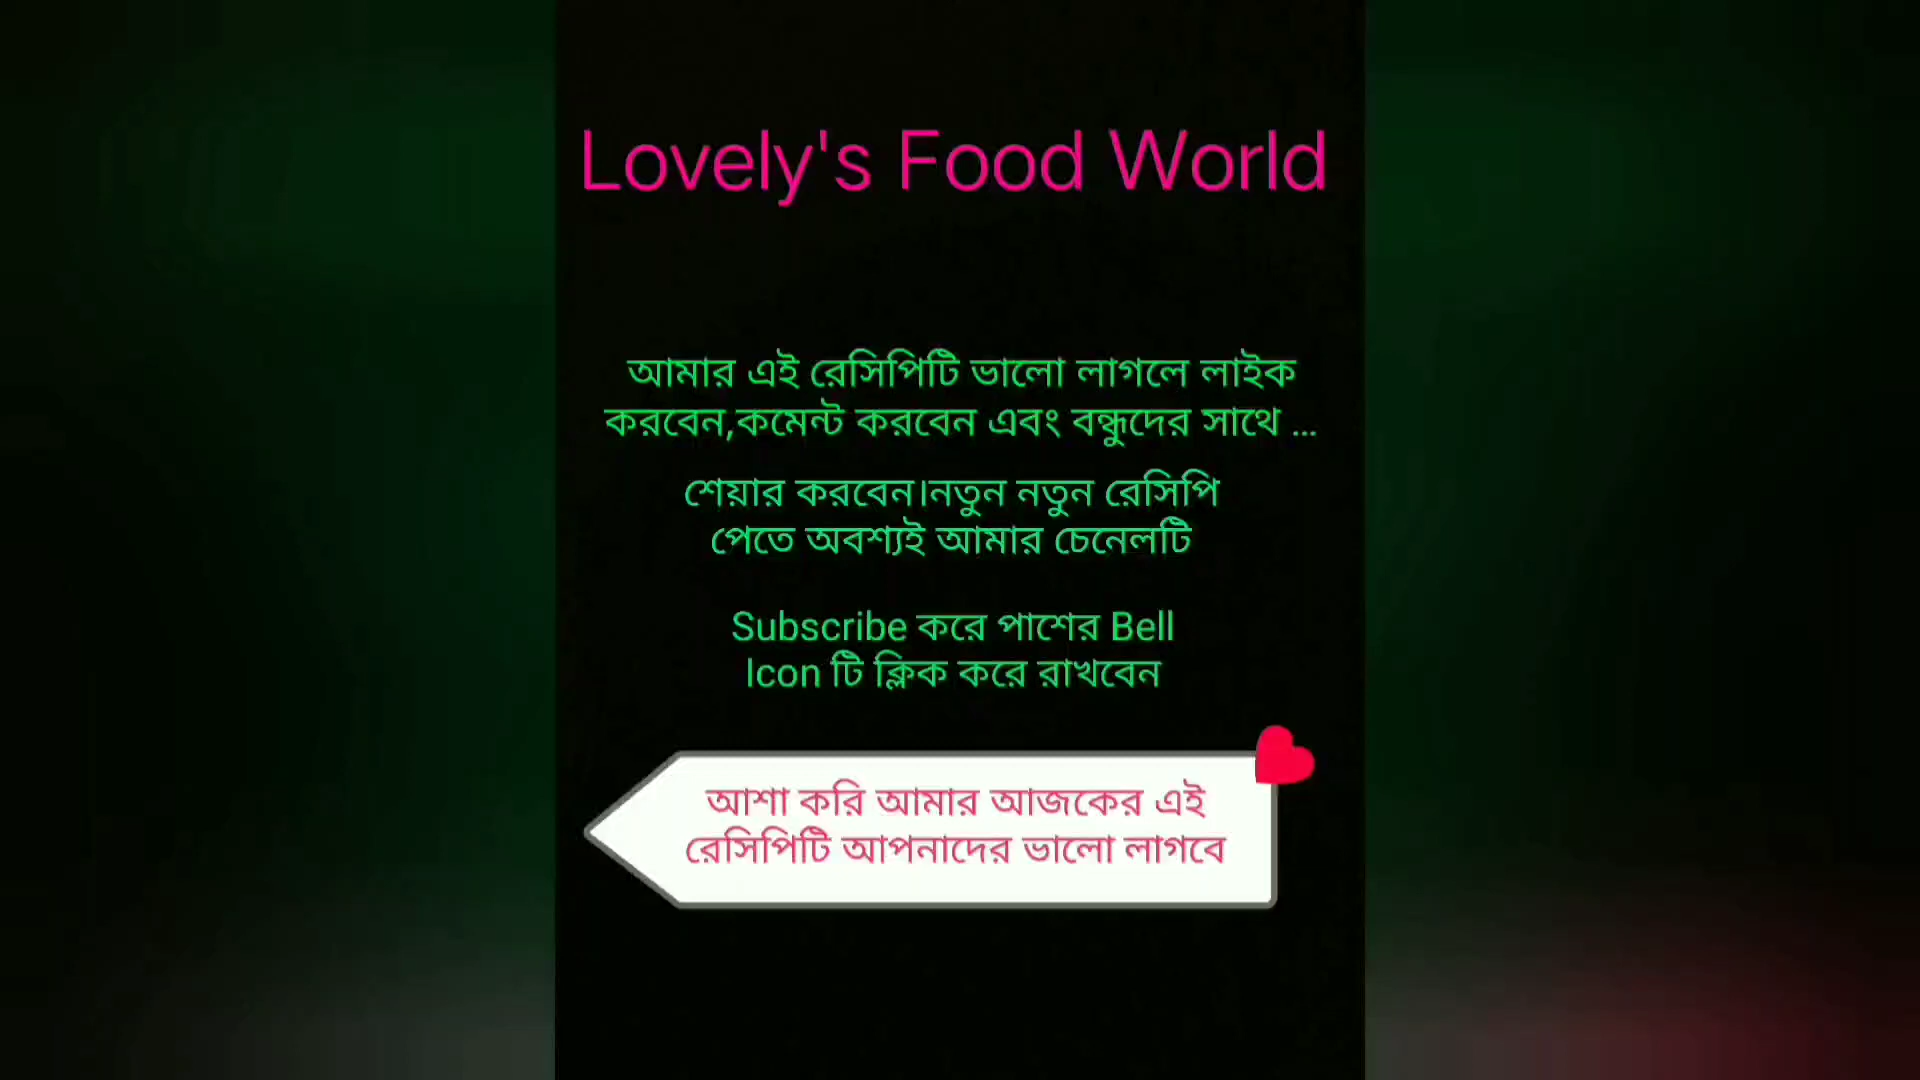 Lovely's Food World
আমার এই রেসিপিটি ভালো লাগলে লাইক
করবেন,কমেন্ট করবেন এবং বন্ধুদের সাথে ...
শেয়ার করবেন।নতুন নতুন রেসিপি
পেতে অবশ্যই আমার চেনেলটি
Subscribe করে পাশের Bell
Icon টি ক্লিক করে রাখবেন
আশা করি আমার আজকের এই
রেসিপিটি আপনাদের ভালো লাগবে